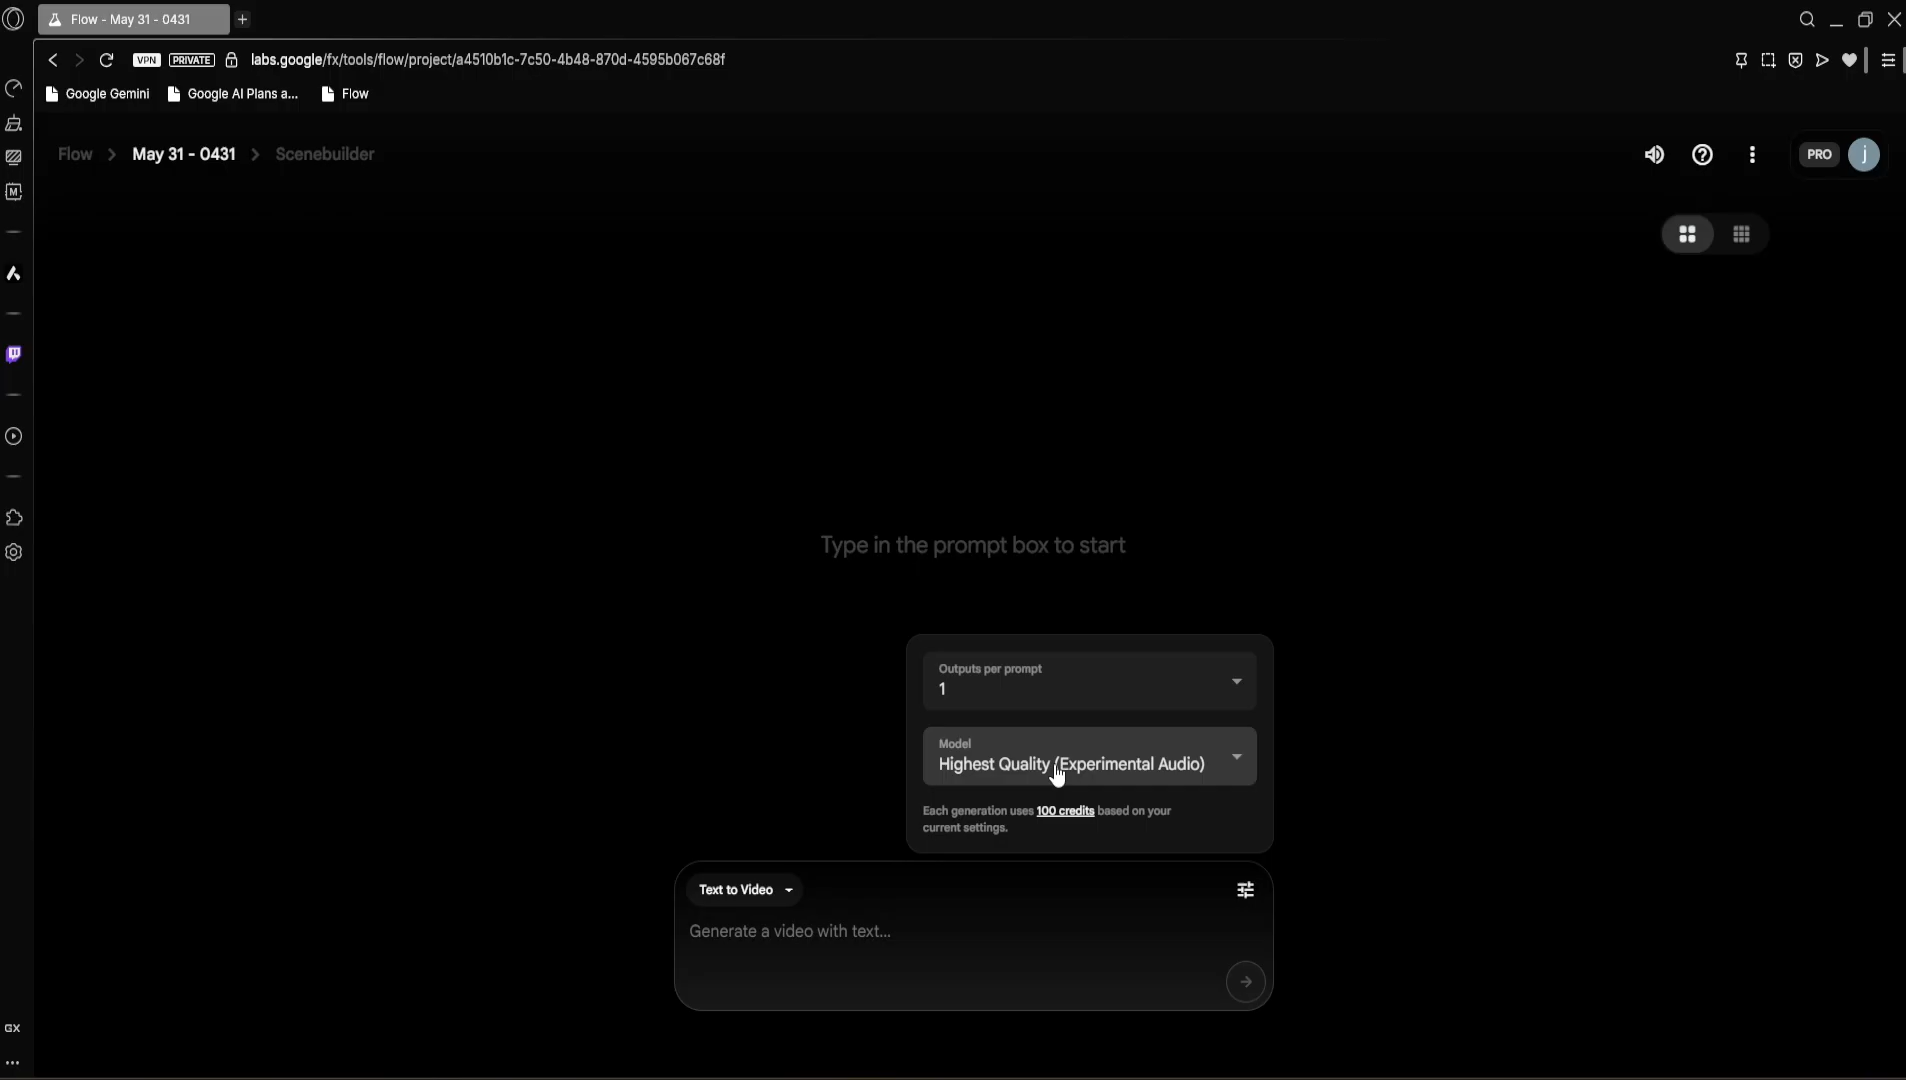 Flow - May 31 - 0431
VPN PRIVATE labs.google/fx/tools/flow/project/a4510b1c-7c50-4b48-870d-4595b067c68f
Google Gemini Google AI Plans a... Flow
Flow > May 31 - 0431 > Scenebuilder
PRO j
Type in the prompt box to start
Outputs per prompt
1
Model
Highest Quality (Experimental Audio)
Each generation uses 100 credits based on your
current settings.
Text to Video
Generate a video with text...
GX